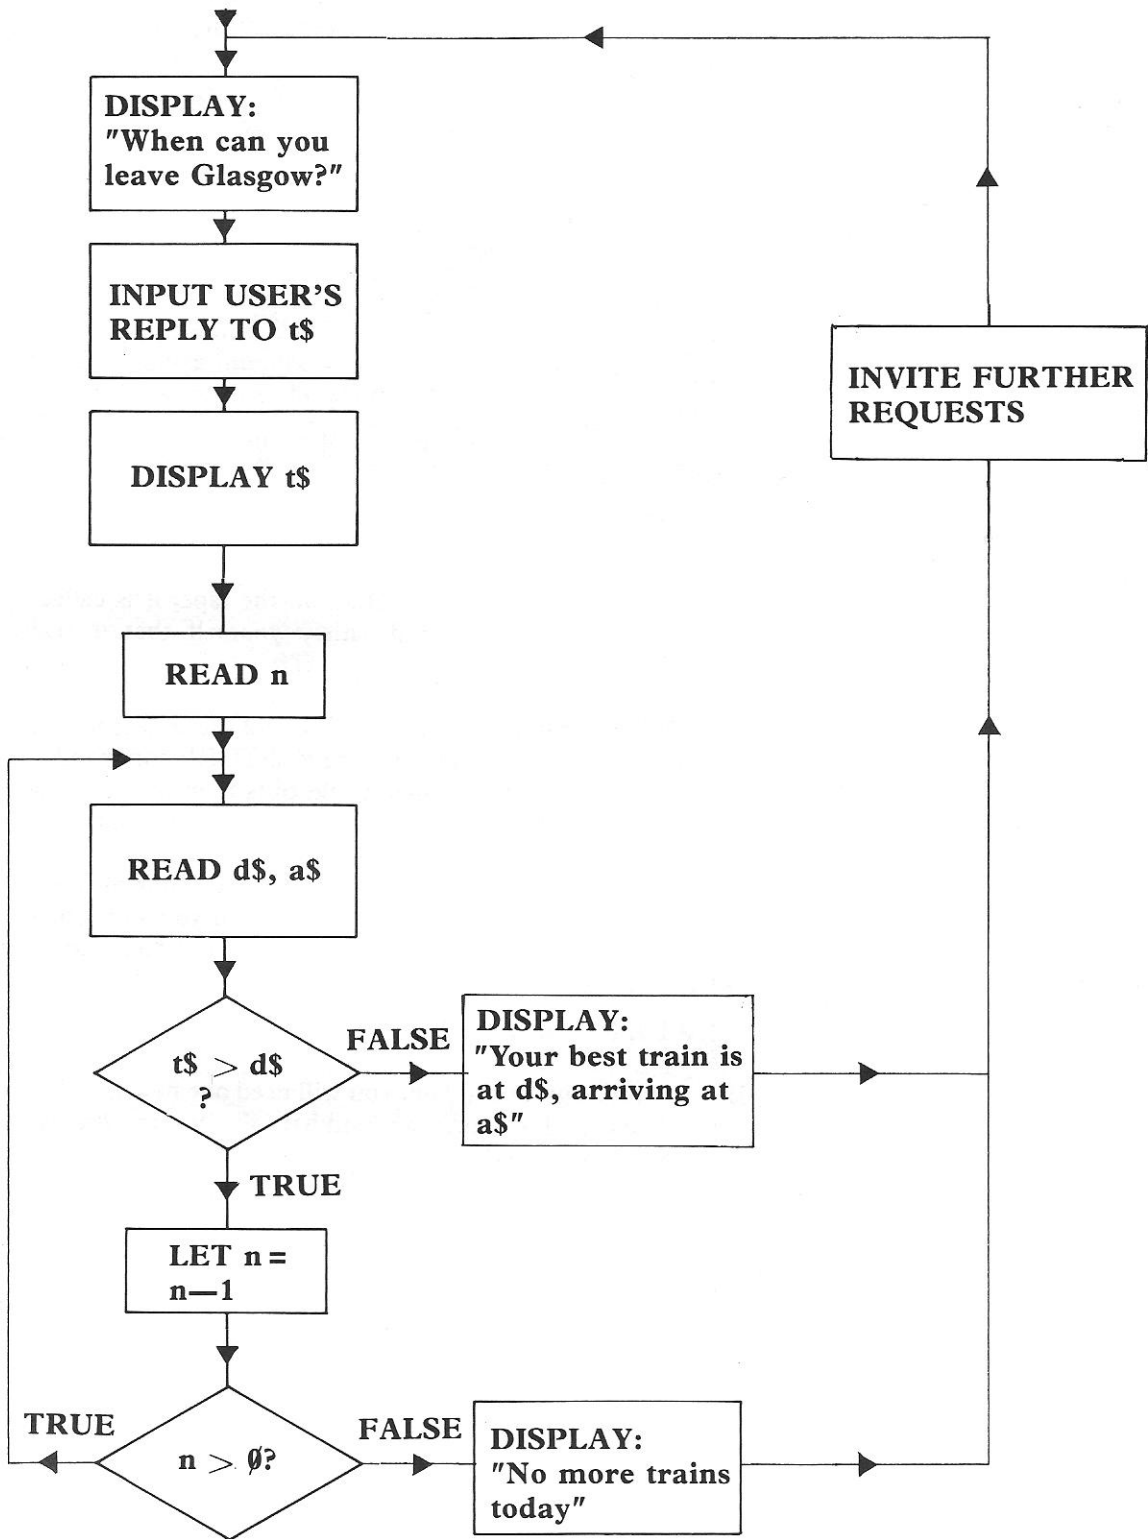 DISPLAY:
"When can you
leave Glasgow?"
INPUT USER'S
REPLY TO t$
DISPLAY t$
INVITE FURTHER
REQUESTS
READ n
READ d$, a$
t$ > d$
?
FALSE
DISPLAY:
"Your best train is
at d$, arriving at
a$"
TRUE
LET n =
n—1
TRUE
n > 0̸?
FALSE
DISPLAY:
"No more trains
today"